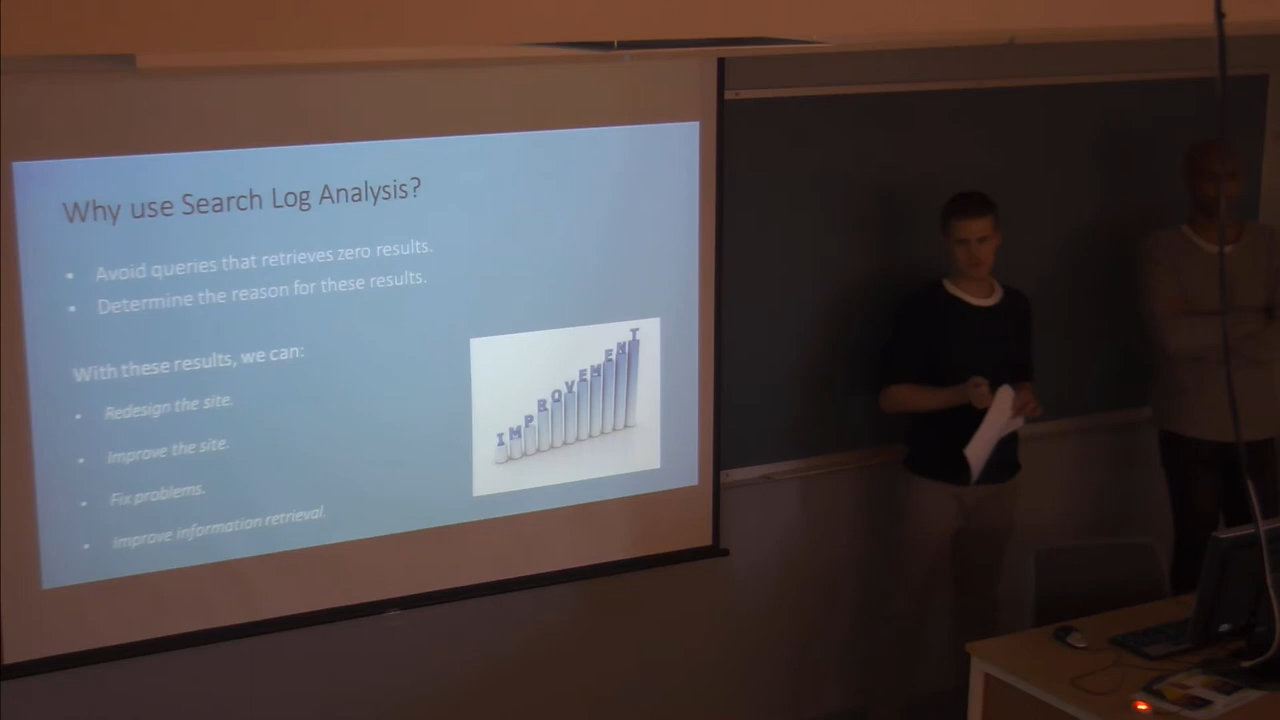 Why use Search Log Analysis?
• Avoid queries that retrieves zero results.
• Determine the reason for these results.
With these results, we can:
• Redesign the site.
• Improve the site.
• Fix problems.
• Improve information retrieval.
IMPROVEMENT